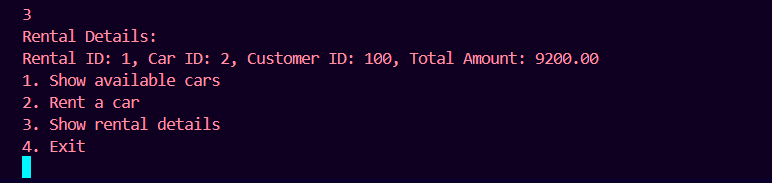 3
Rental Details:
Rental ID: 1, Car ID: 2, Customer ID: 100, Total Amount: 9200.00
1. Show available cars
2. Rent a car
3. Show rental details
4. Exit